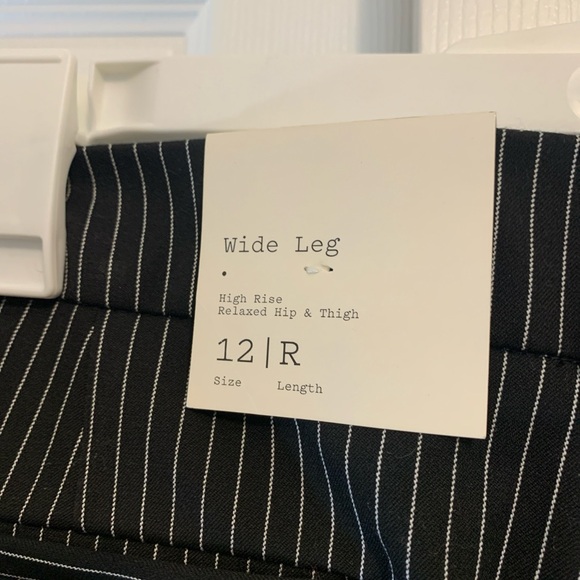 Wide Leg
High Rise
Relaxed Hip & Thigh
12|R
Size Length